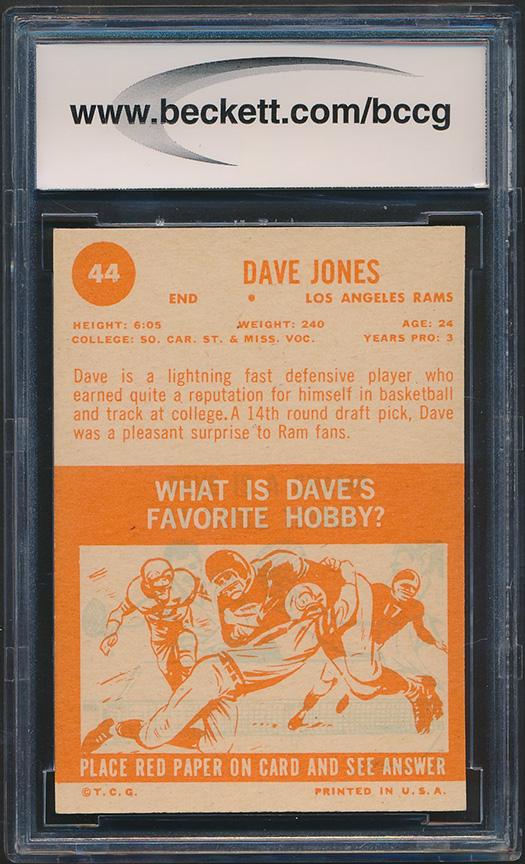 www.beckett.com/bccg
44
DAVE JONES
END • LOS ANGELES RAMS
HEIGHT: 6:05 WEIGHT: 240 AGE: 24
COLLEGE: SO. CAR. ST. & MISS. VOC. YEARS PRO: 3
Dave is a lightning fast defensive player who
earned quite a reputation for himself in basketball
and track at college. A 14th round draft pick, Dave
was a pleasant surprise to Ram fans.
WHAT IS DAVE'S
FAVORITE HOBBY?
PLACE RED PAPER ON CARD AND SEE ANSWER
©T.C.G. PRINTED IN U.S.A.